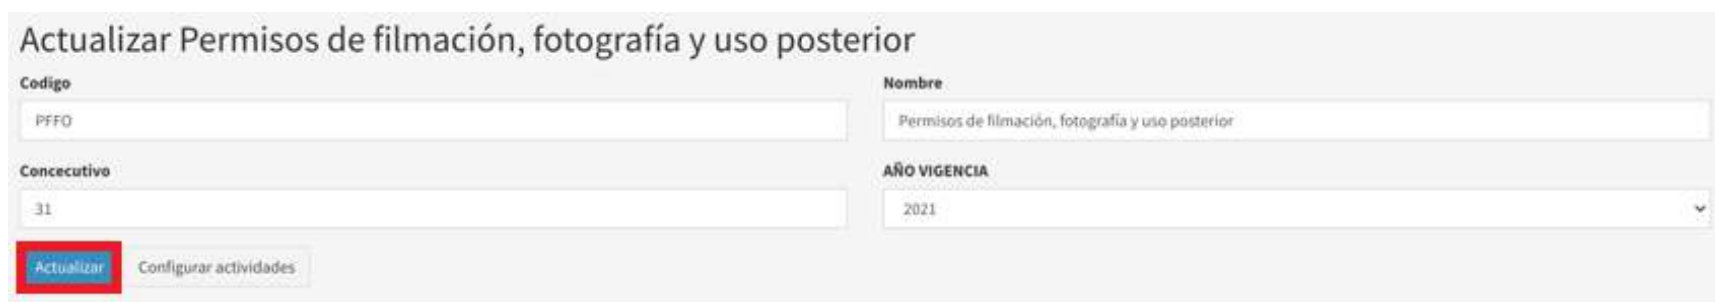 Actualizar Permisos de filmación, fotografía y uso posterior
Codigo
Nombre
PFFO
Permisos de filmación, fotografía y uso posterior
Concecutivo
AÑO VIGENCIA
31
2021
Actualizar
Configurar actividades